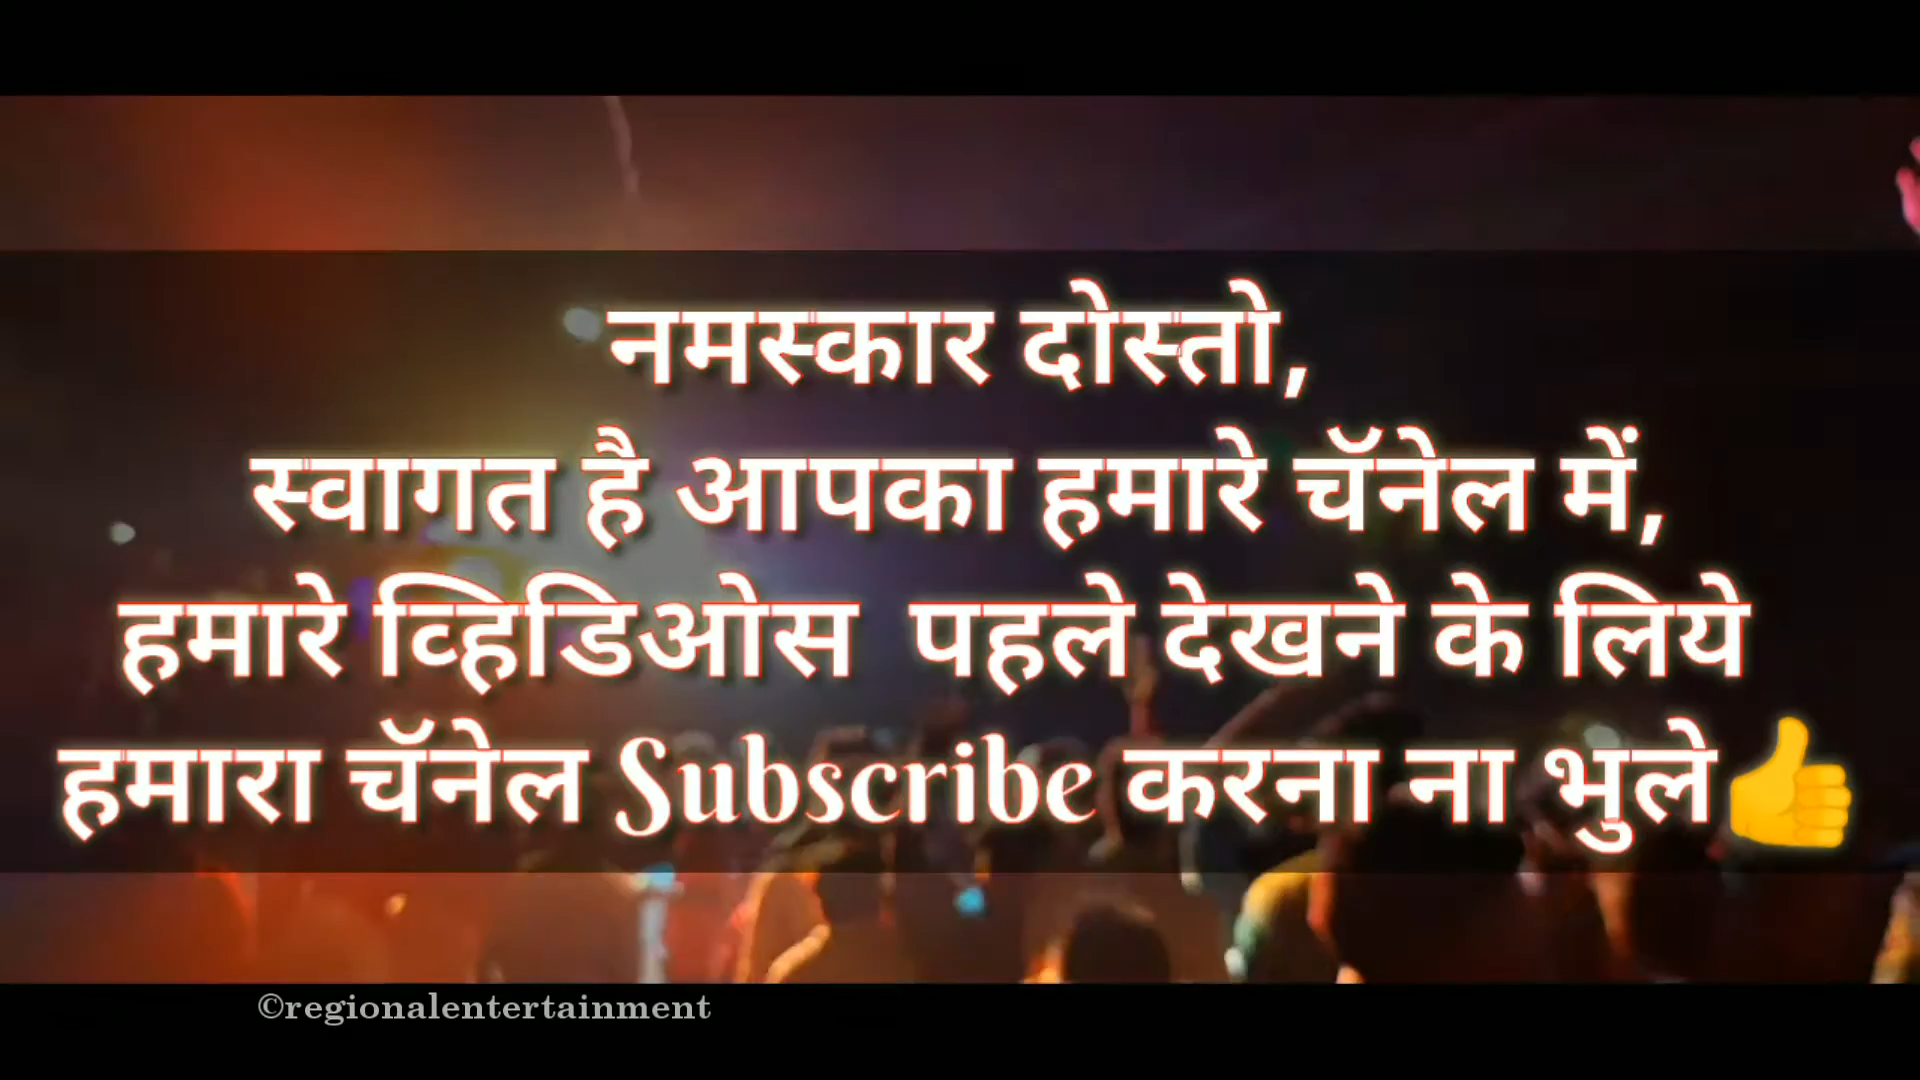 नमस्कार दोस्तो,
स्वागत है आपका हमारे चॅनेल में,
हमारे व्हिडिओस पहले देखने के लिये
हमारा चॅनेल Subscribe करना ना भुले👍
©regionalentertainment